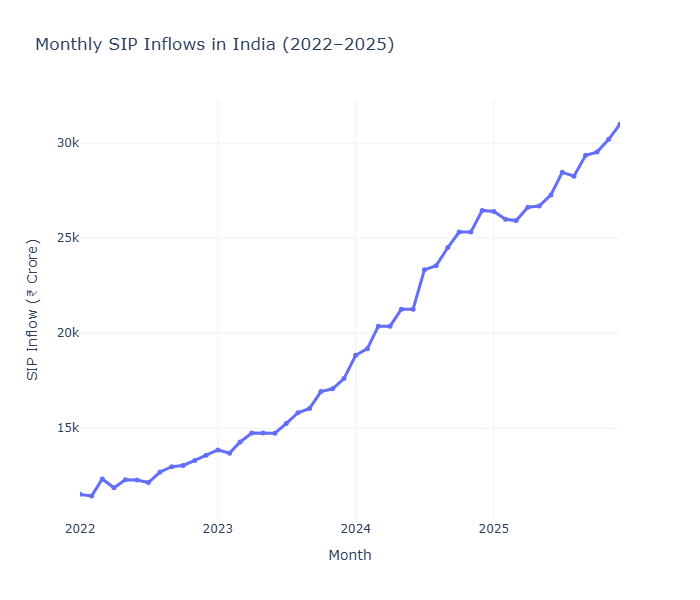 Monthly SIP Inflows in India (2022–2025)
30k
25k
20k
15k
SIP Inflow (₹ Crore)
2022
2023
2024
2025
Month